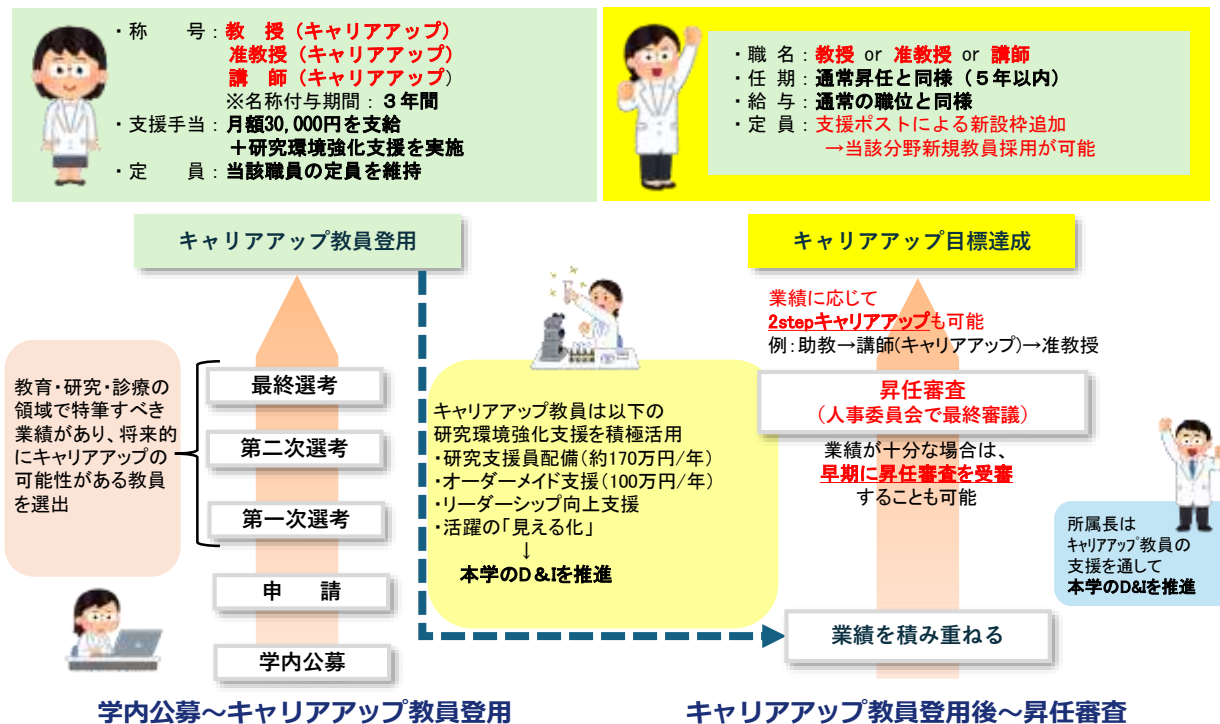 ・称　　号：教　授（キャリアアップ）
准教授（キャリアアップ）
講　師（キャリアアップ）
※名称付与期間：３年間
・支援手当：月額30,000円を支給
＋研究環境強化支援を実施
・定　　員：当該職員の定員を維持
・職 名：教授 or 准教授 or 講師
・任 期：通常昇任と同様（５年以内）
・給 与：通常の職位と同様
・定 員：支援ポストによる新設枠追加
→当該分野新規教員採用が可能
キャリアアップ教員登用
キャリアアップ目標達成
業績に応じて
2stepキャリアアップも可能
例：助教→講師(キャリアアップ)→准教授
教育・研究・診療の
領域で特筆すべき
業績があり、将来的
にキャリアアップの
可能性がある教員
を選出
最終選考
第二次選考
第一次選考
申　　請
学内公募
キャリアアップ教員は以下の
研究環境強化支援を積極活用
・研究支援員配備（約170万円/年）
・オーダーメイド支援（100万円/年）
・リーダーシップ向上支援
・活躍の「見える化」
↓
本学のD＆Iを推進
昇任審査
（人事委員会で最終審議）
業績が十分な場合は、
早期に昇任審査を受審
することも可能
所属長は
キャリアアップ教員の
支援を通して
本学のD&Iを推進
業績を積み重ねる
学内公募～キャリアアップ教員登用
キャリアアップ教員登用後～昇任審査